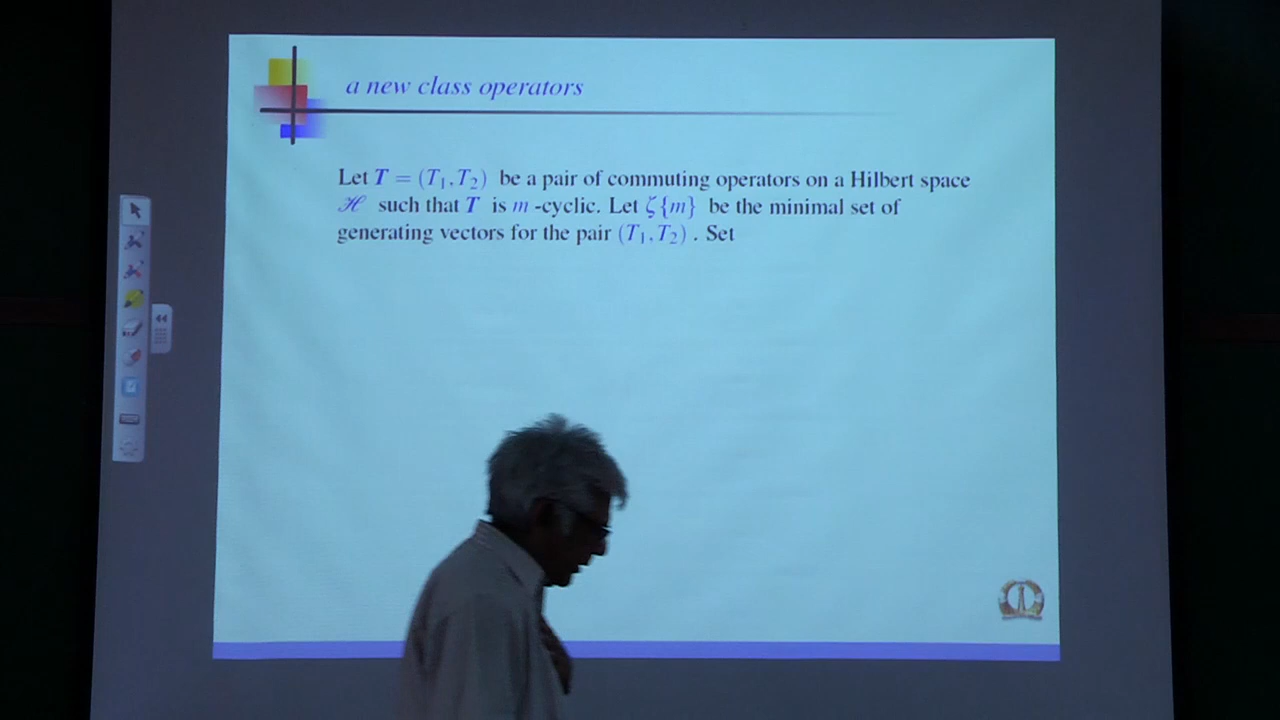 a new class operators
Let T = (T₁, T₂) be a pair of commuting operators on a Hilbert space
ℋ such that T is m -cyclic. Let ζ{m} be the minimal set of
generating vectors for the pair (T₁, T₂) . Set